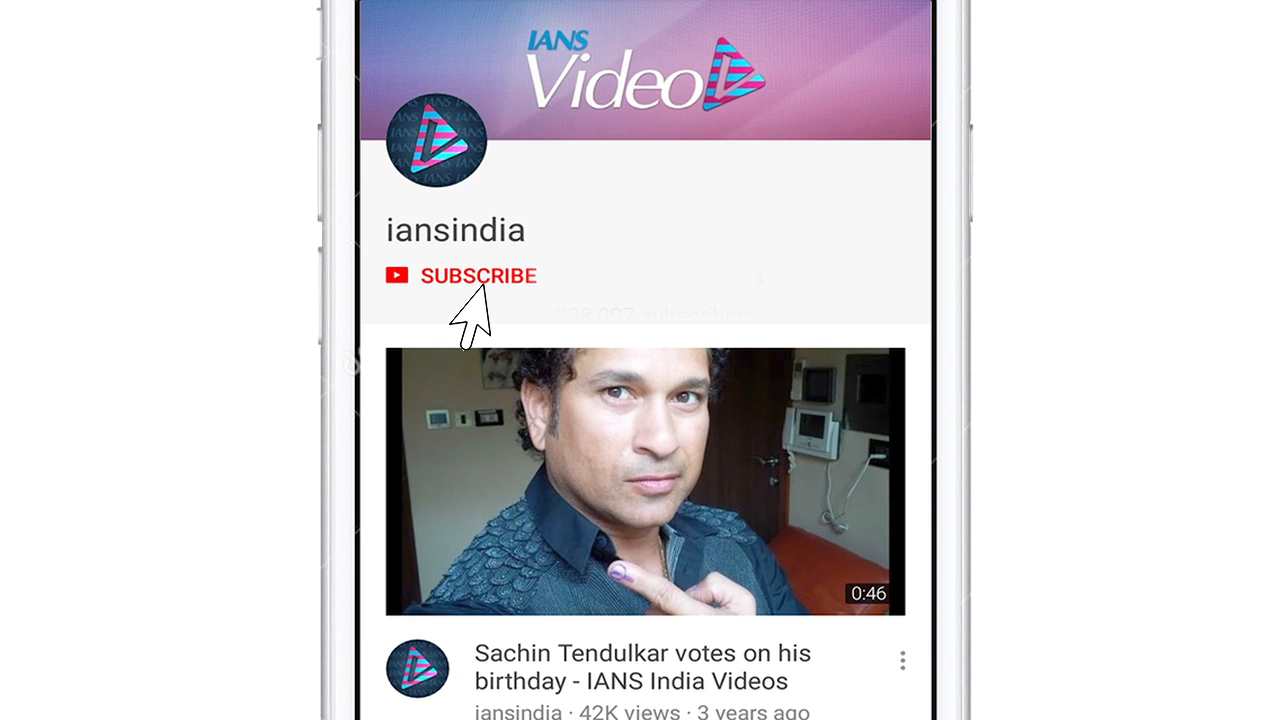 IANS
Video
iansindia
SUBSCRIBE
0:46
Sachin Tendulkar votes on his
birthday - IANS India Videos
iansindia · 42K views · 3 years ago